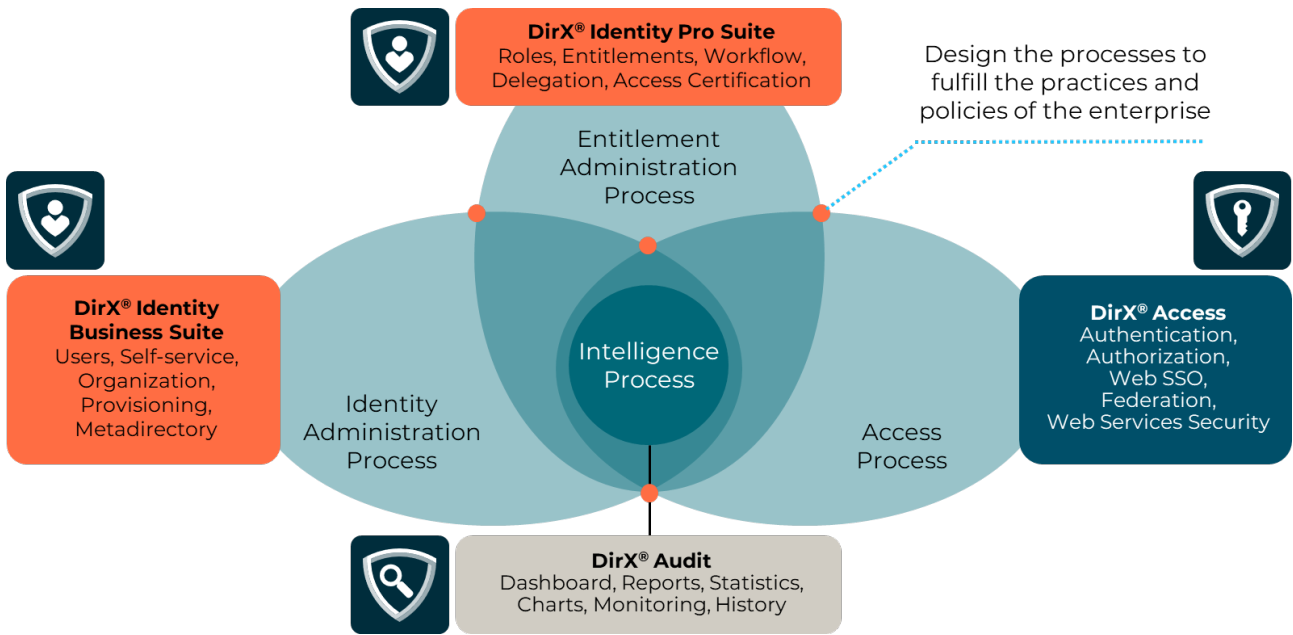 DirX® Identity Pro Suite
Roles, Entitlements, Workflow,
Delegation, Access Certification
Design the processes to
fulfill the practices and
policies of the enterprise
Entitlement
Administration
Process
DirX® Identity
Business Suite
Users, Self-service,
Organization,
Provisioning,
Metadirectory
DirX® Access
Authentication,
Authorization,
Web SSO,
Federation,
Web Services Security
Intelligence
Process
Identity
Administration
Process
Access
Process
DirX® Audit
Dashboard, Reports, Statistics,
Charts, Monitoring, History